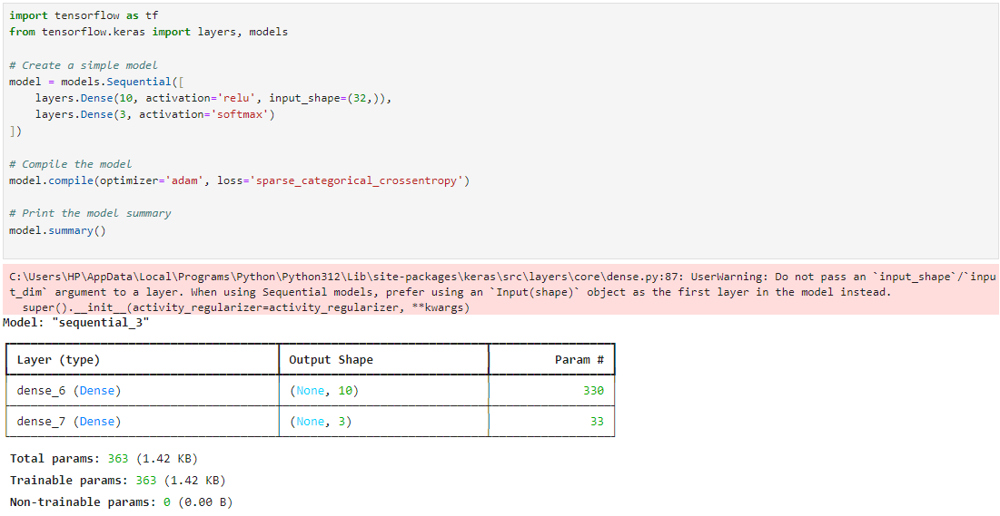 import tensorflow as tf
from tensorflow.keras import layers, models
# Create a simple model
model = models.Sequential([
    layers.Dense(10, activation='relu', input_shape=(32,)),
    layers.Dense(3, activation='softmax')
])
# Compile the model
model.compile(optimizer='adam', loss='sparse_categorical_crossentropy')
# Print the model summary
model.summary()
C:\Users\HP\AppData\Local\Programs\Python\Python312\Lib\site-packages\keras\src\layers\core\dense.py:87: UserWarning: Do not pass an `input_shape`/`inpu
t_dim` argument to a layer. When using Sequential models, prefer using an `Input(shape)` object as the first layer in the model instead.
  super().__init__(activity_regularizer=activity_regularizer, **kwargs)
Model: "sequential_3"
Layer (type) Output Shape Param #
dense_6 (Dense) (None, 10) 330
dense_7 (Dense) (None, 3) 33
Total params: 363 (1.42 KB)
Trainable params: 363 (1.42 KB)
Non-trainable params: 0 (0.00 B)